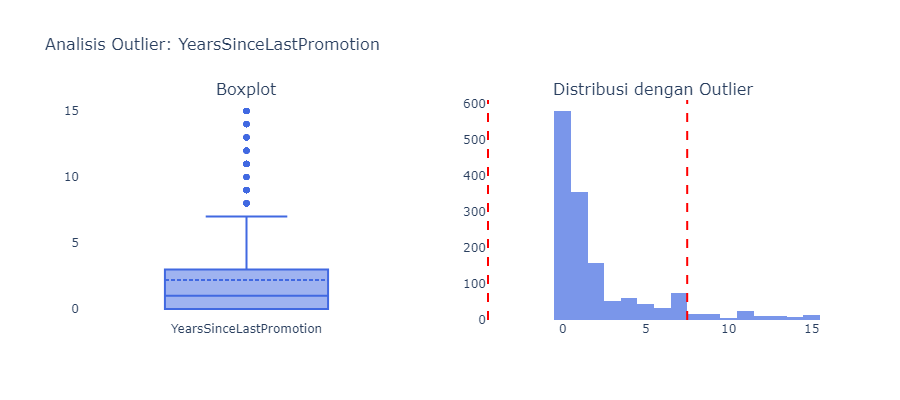 Analisis Outlier: YearsSinceLastPromotion
Boxplot
15
10
5
0
YearsSinceLastPromotion
Distribusi dengan Outlier
600
500
400
300
200
100
0
0 5 10 15